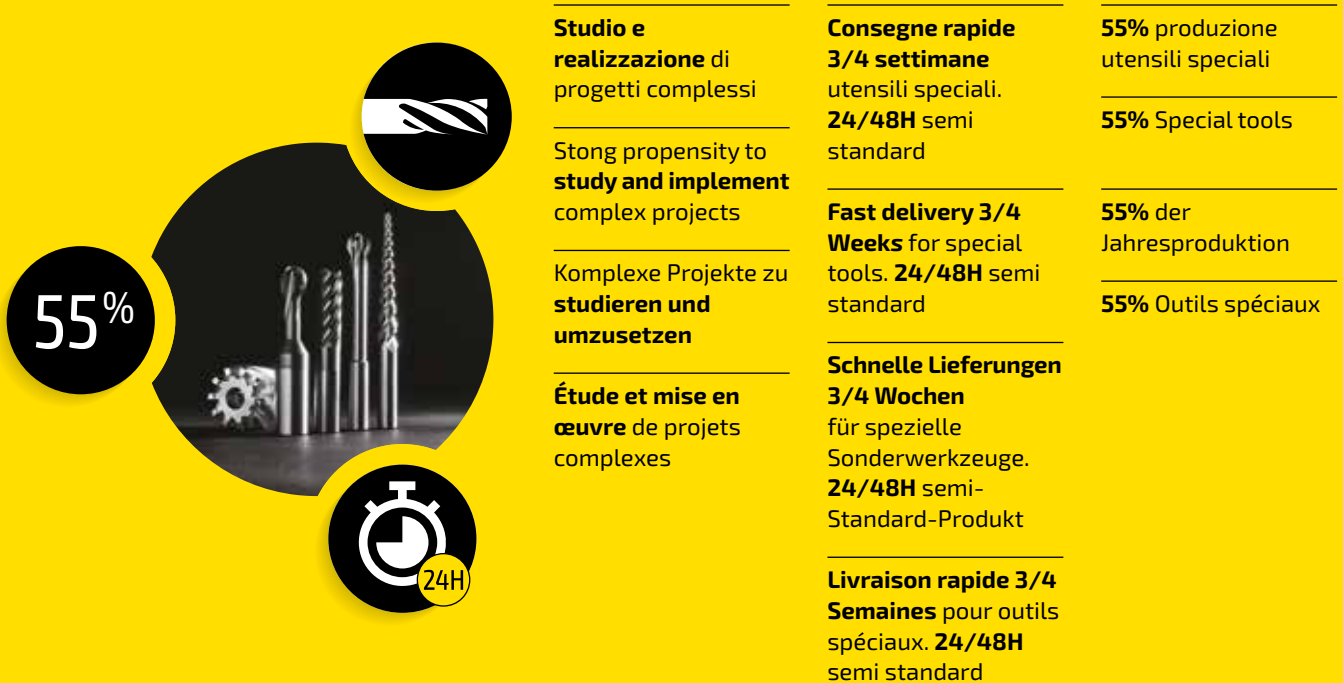 55%
24H
Studio e
realizzazione di
progetti complessi
Stong propensity to
study and implement
complex projects
Komplexe Projekte zu
studieren und
umzusetzen
Étude et mise en
œuvre de projets
complexes
Consegne rapide
3/4 settimane
utensili speciali.
24/48H semi
standard
Fast delivery 3/4
Weeks for special
tools. 24/48H semi
standard
Schnelle Lieferungen
3/4 Wochen
für spezielle
Sonderwerkzeuge.
24/48H semi-
Standard-Produkt
Livraison rapide 3/4
Semaines pour outils
spéciaux. 24/48H
semi standard
55% produzione
utensili speciali
55% Special tools
55% der
Jahresproduktion
55% Outils spéciaux